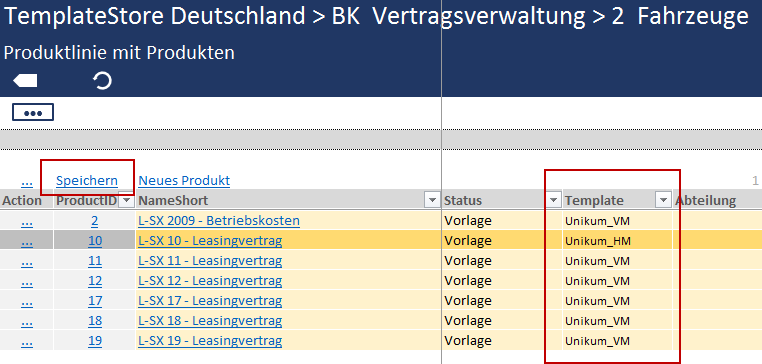 TemplateStore Deutschland > BK Vertragsverwaltung > 2 Fahrzeuge
Produktlinie mit Produkten
... Speichern Neues Produkt 1
Action ProductID NameShort Status Template Abteilung
... 2 L-SX 2009 - Betriebskosten Vorlage Unikum_VM
... 10 L-SX 10 - Leasingvertrag Vorlage Unikum_HM
... 11 L-SX 11 - Leasingvertrag Vorlage Unikum_VM
... 12 L-SX 12 - Leasingvertrag Vorlage Unikum_VM
... 17 L-SX 17 - Leasingvertrag Vorlage Unikum_VM
... 18 L-SX 18 - Leasingvertrag Vorlage Unikum_VM
... 19 L-SX 19 - Leasingvertrag Vorlage Unikum_VM